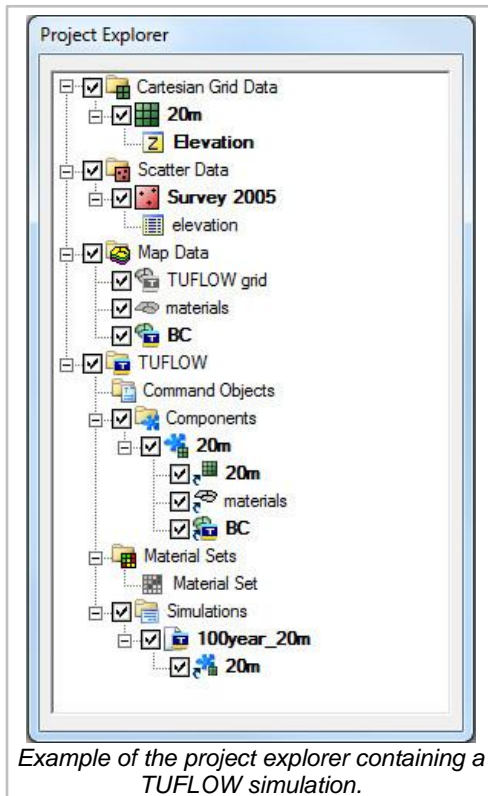 Project Explorer
Cartesian Grid Data
20m
Z Elevation
Scatter Data
Survey 2005
elevation
Map Data
TUFLOW grid
materials
BC
TUFLOW
Command Objects
Components
20m
20m
materials
BC
Material Sets
Material Set
Simulations
100year_20m
20m
Example of the project explorer containing a
TUFLOW simulation.